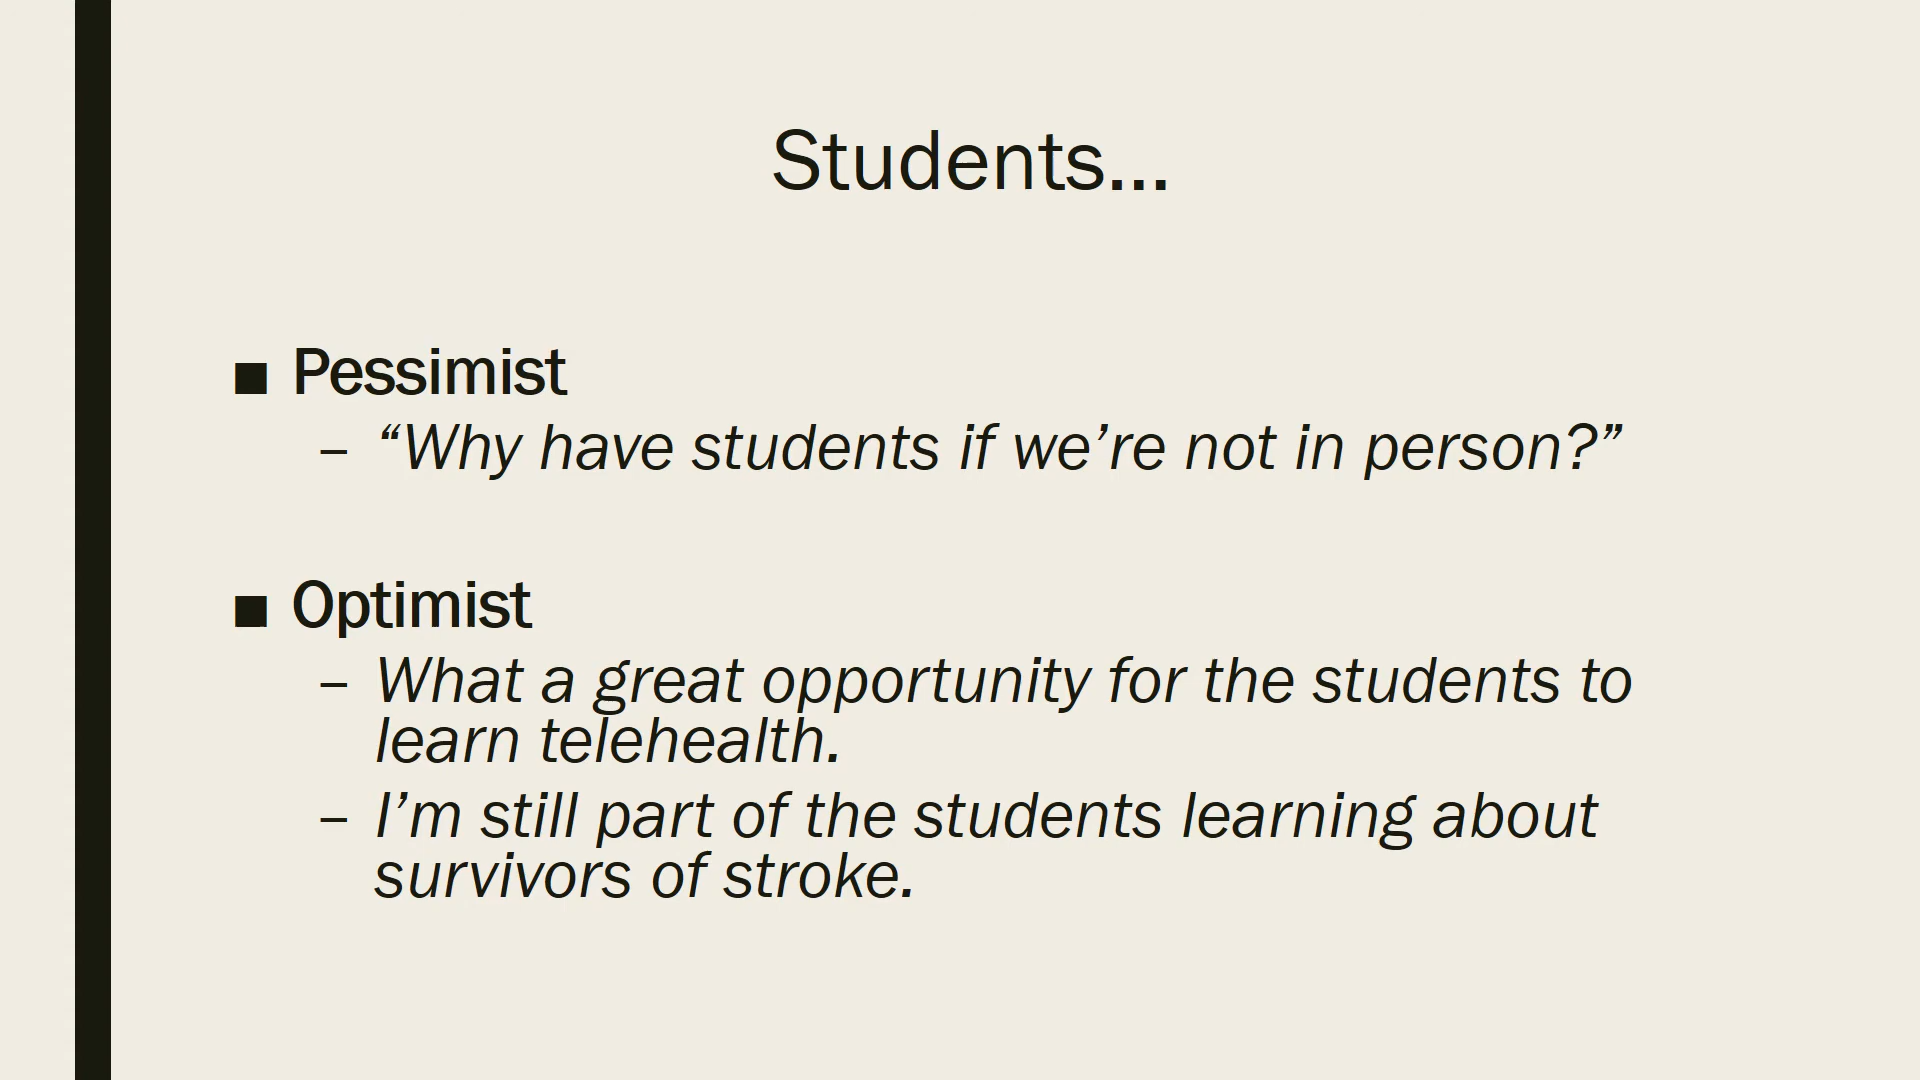 Students…
■ Pessimist
– “Why have students if we’re not in person?”
■ Optimist
– What a great opportunity for the students to
learn telehealth.
– I’m still part of the students learning about
survivors of stroke.